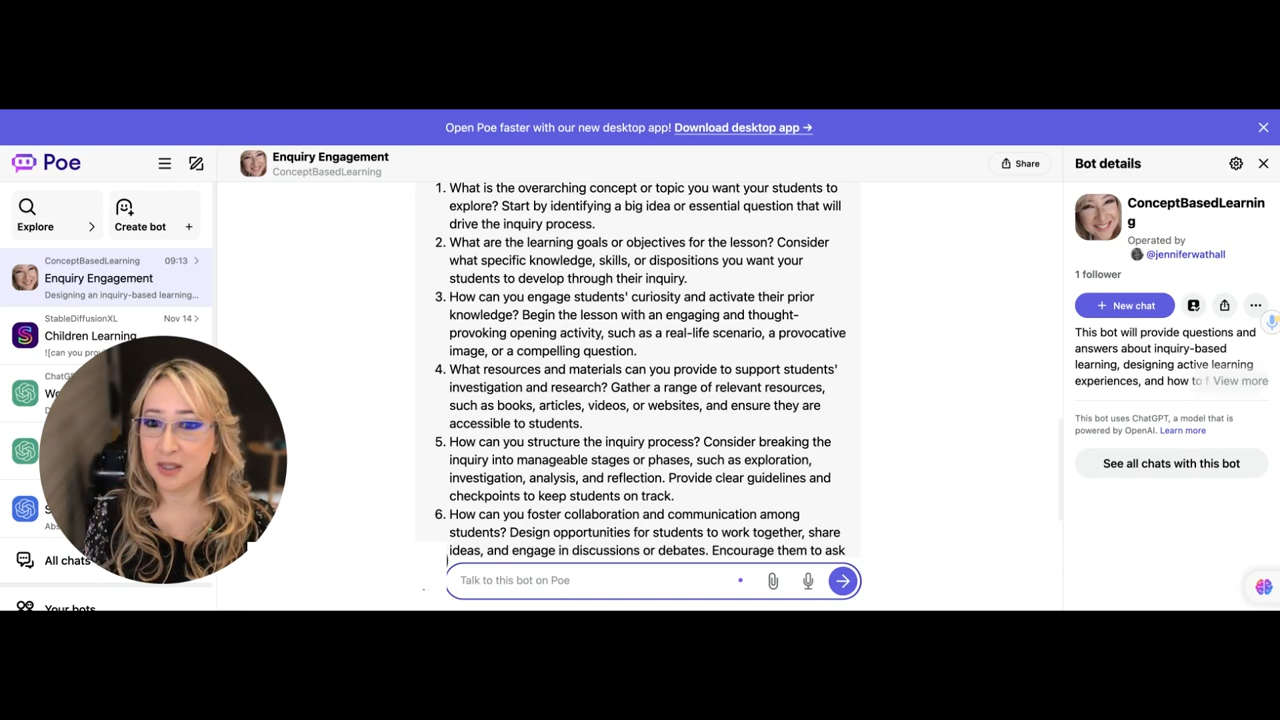 Open Poe faster with our new desktop app! Download desktop app →
Poe
Explore
Create bot +
ConceptBasedLearning 09:13
Enquiry Engagement
Designing an inquiry-based learning...
StableDiffusionXL Nov 14
Children Learning
![can you
ChatG
All chats
Your bots
Enquiry Engagement
ConceptBasedLearning
Share
1. What is the overarching concept or topic you want your students to
explore? Start by identifying a big idea or essential question that will
drive the inquiry process.
2. What are the learning goals or objectives for the lesson? Consider
what specific knowledge, skills, or dispositions you want your
students to develop through their inquiry.
3. How can you engage students' curiosity and activate their prior
knowledge? Begin the lesson with an engaging and thought-
provoking opening activity, such as a real-life scenario, a provocative
image, or a compelling question.
4. What resources and materials can you provide to support students'
investigation and research? Gather a range of relevant resources,
such as books, articles, videos, or websites, and ensure they are
accessible to students.
5. How can you structure the inquiry process? Consider breaking the
inquiry into manageable stages or phases, such as exploration,
investigation, analysis, and reflection. Provide clear guidelines and
checkpoints to keep students on track.
6. How can you foster collaboration and communication among
students? Design opportunities for students to work together, share
ideas, and engage in discussions or debates. Encourage them to ask
Talk to this bot on Poe
Bot details
ConceptBasedLearnin
g
Operated by
@jenniferwathall
1 follower
+ New chat
This bot will provide questions and
answers about inquiry-based
learning, designing active learning
experiences, and how to f View more
This bot uses ChatGPT, a model that is
powered by OpenAI. Learn more
See all chats with this bot